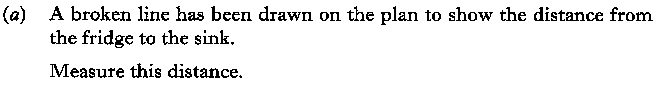 (a) A broken line has been drawn on the plan to show the distance from
the fridge to the sink.
Measure this distance.